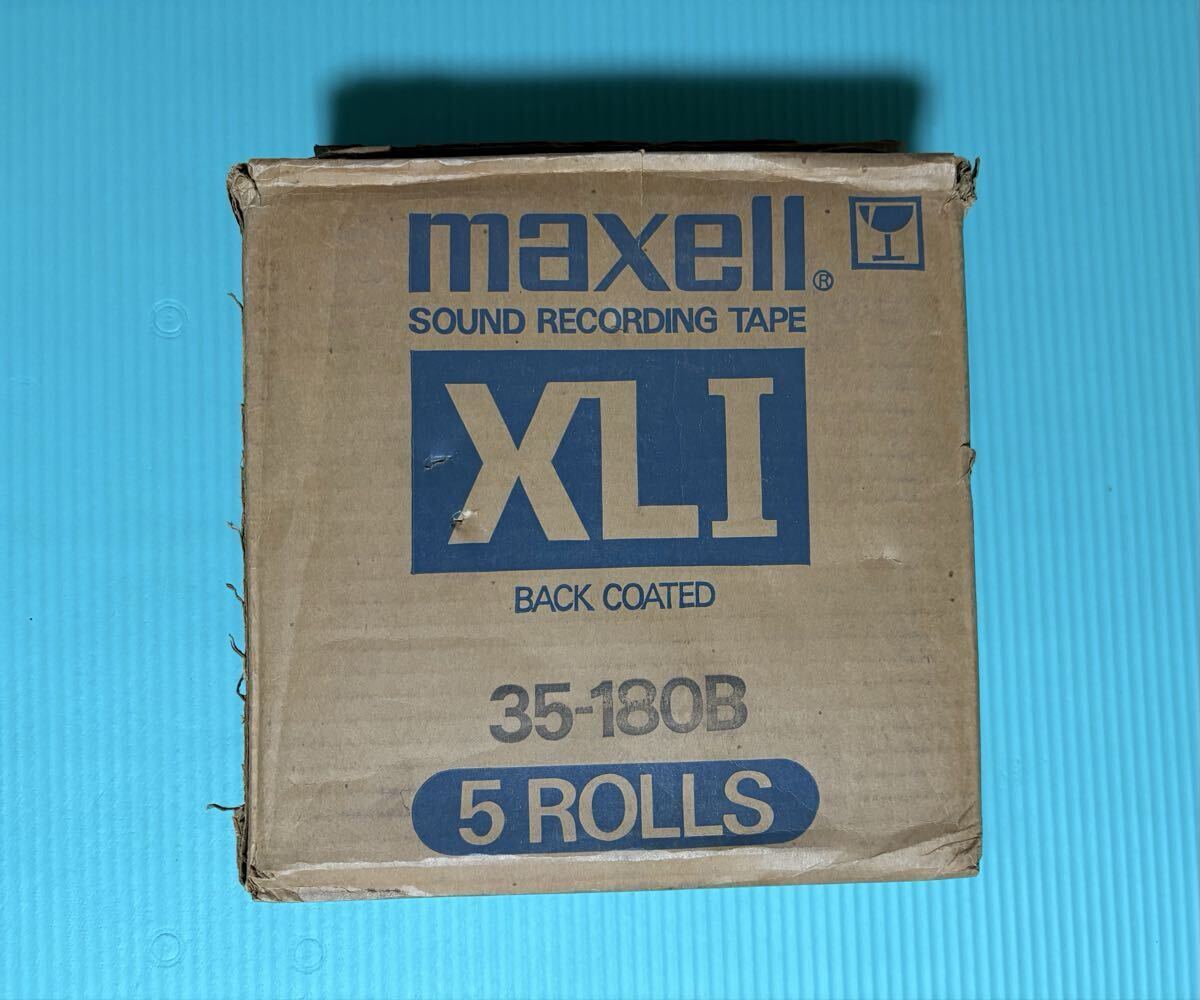 maxell®
SOUND RECORDING TAPE
XLI
BACK COATED
35-180B
5 ROLLS